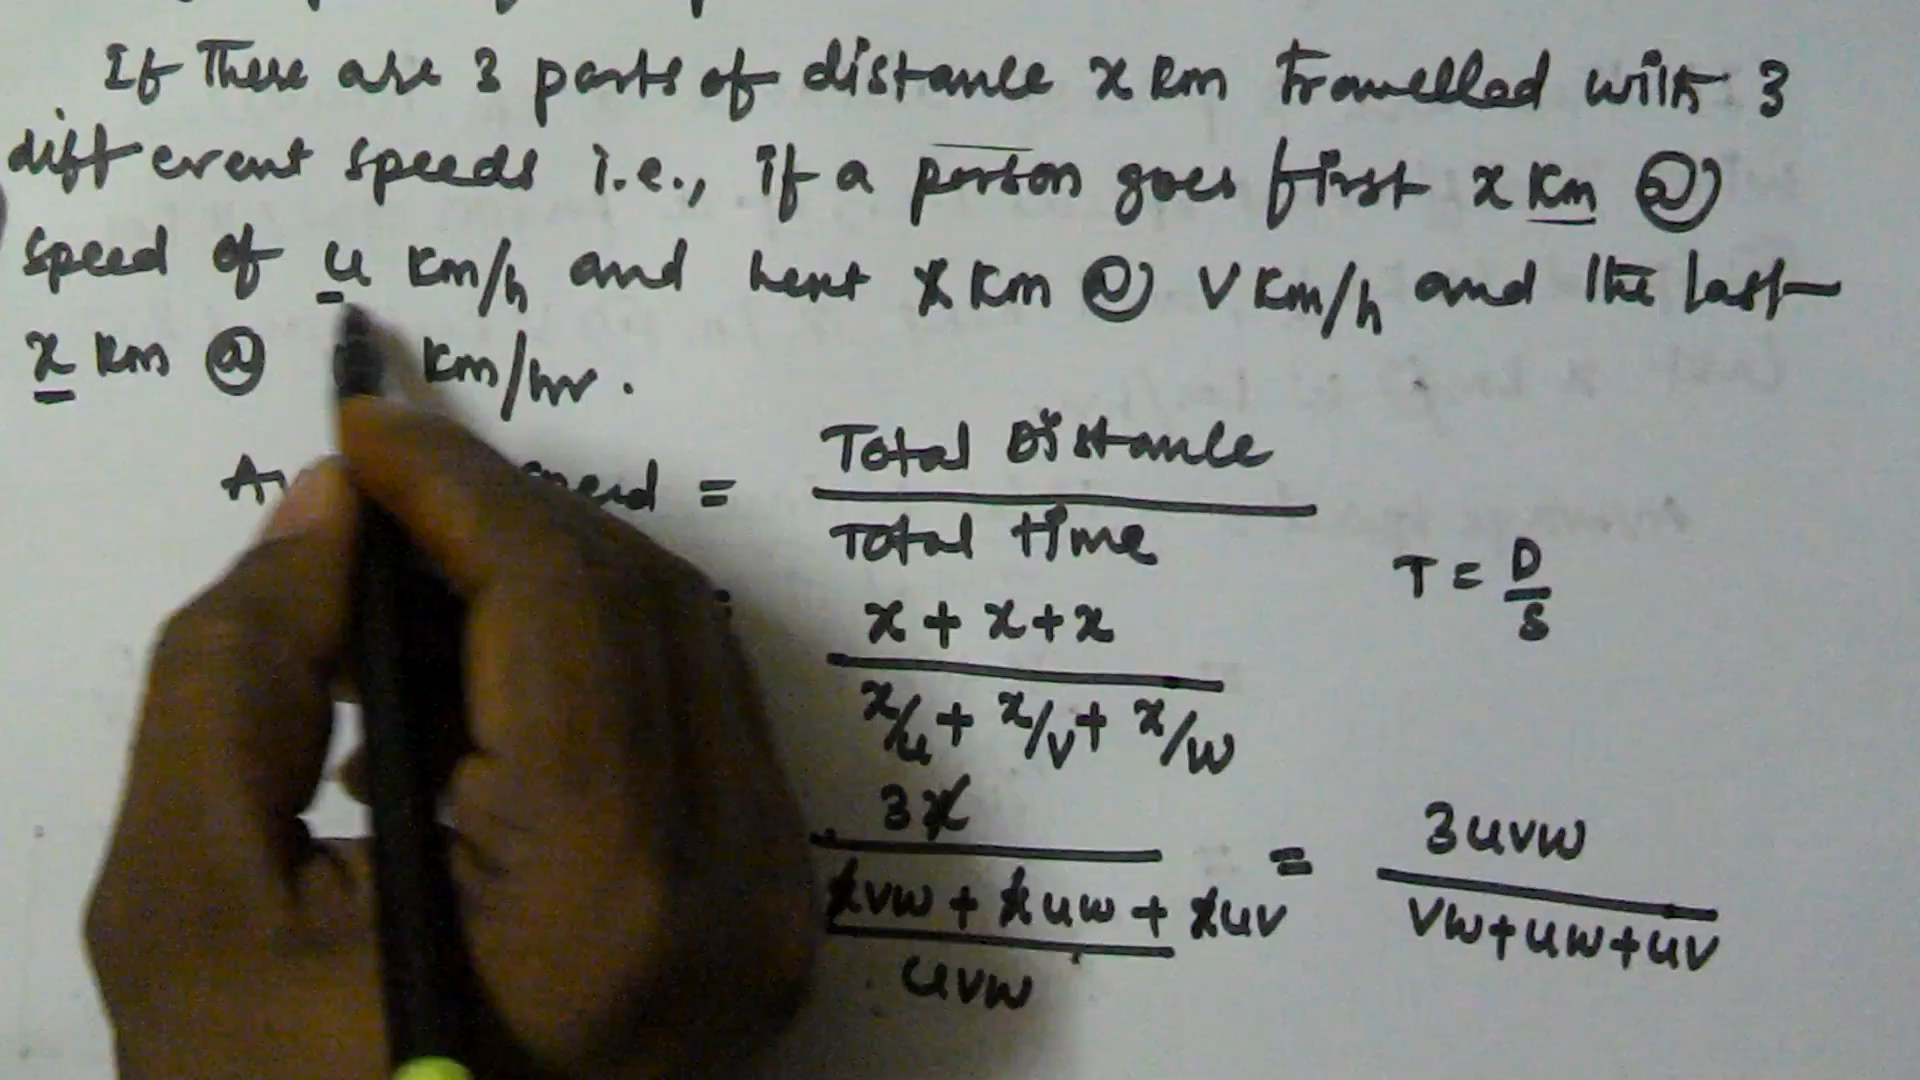 If There are 3 parts of distance x km travelled with 3
different speeds i.e., if a person goes first x km @
speed of u km/h and next x km @ v km/h and the last
x km @ km/hr.
Total Distance
=
Total time
T = D/S
x + x + x
x/u + x/v + x/w
3x
xvw + xuw + xuv
uvw
= 3uvw
vw + uw + uv